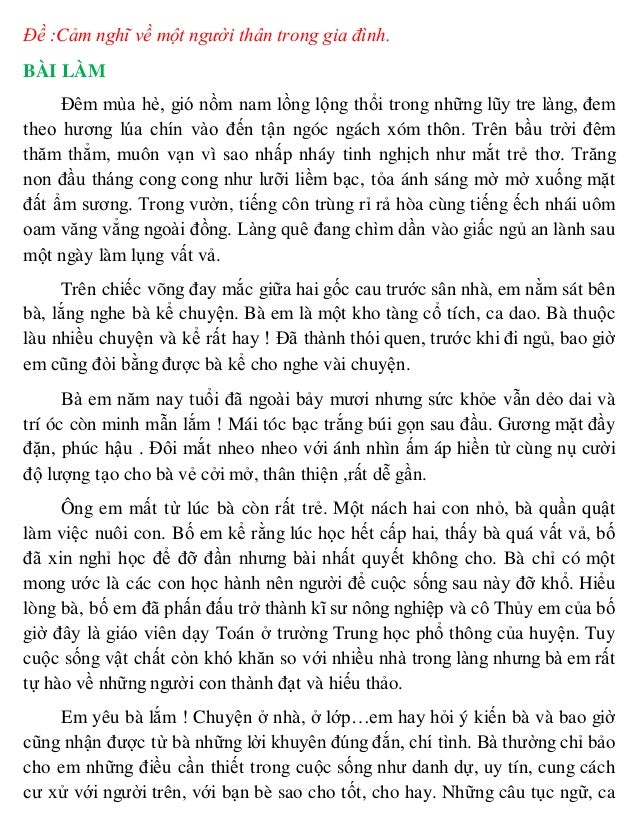 Đề :Cảm nghĩ về một người thân trong gia đình.
BÀI LÀM
Đêm mùa hè, gió nồm nam lồng lộng thổi trong những lũy tre làng, đem
theo hương lúa chín vào đến tận ngóc ngách xóm thôn. Trên bầu trời đêm
thăm thẳm, muôn vạn vì sao nhấp nháy tinh nghịch như mắt trẻ thơ. Trăng
non đầu tháng cong cong như lưỡi liềm bạc, tỏa ánh sáng mờ mờ xuống mặt
đất ẩm sương. Trong vườn, tiếng côn trùng rỉ rả hòa cùng tiếng ếch nhái uôm
oam văng vẳng ngoài đồng. Làng quê đang chìm dần vào giấc ngủ an lành sau
một ngày làm lụng vất vả.
Trên chiếc võng đay mắc giữa hai gốc cau trước sân nhà, em nằm sát bên
bà, lắng nghe bà kể chuyện. Bà em là một kho tàng cổ tích, ca dao. Bà thuộc
làu nhiều chuyện và kể rất hay ! Đã thành thói quen, trước khi đi ngủ, bao giờ
em cũng đòi bằng được bà kể cho nghe vài chuyện.
Bà em năm nay tuổi đã ngoài bảy mươi nhưng sức khỏe vẫn dẻo dai và
trí óc còn minh mẫn lắm ! Mái tóc bạc trắng búi gọn sau đầu. Gương mặt đầy
đặn, phúc hậu . Đôi mắt nheo nheo với ánh nhìn ấm áp hiền từ cùng nụ cười
độ lượng tạo cho bà vẻ cởi mở, thân thiện ,rất dễ gần.
Ông em mất từ lúc bà còn rất trẻ. Một nách hai con nhỏ, bà quần quật
làm việc nuôi con. Bố em kể rằng lúc học hết cấp hai, thấy bà quá vất vả, bố
đã xin nghỉ học để đỡ đần nhưng bài nhất quyết không cho. Bà chỉ có một
mong ước là các con học hành nên người để cuộc sống sau này đỡ khổ. Hiểu
lòng bà, bố em đã phấn đấu trở thành kĩ sư nông nghiệp và cô Thủy em của bố
giờ đây là giáo viên dạy Toán ở trường Trung học phổ thông của huyện. Tuy
cuộc sống vật chất còn khó khăn so với nhiều nhà trong làng nhưng bà em rất
tự hào về những người con thành đạt và hiếu thảo.
Em yêu bà lắm ! Chuyện ở nhà, ở lớp…em hay hỏi ý kiến bà và bao giờ
cũng nhận được từ bà những lời khuyên đúng đắn, chí tình. Bà thường chỉ bảo
cho em những điều cần thiết trong cuộc sống như danh dự, uy tín, cung cách
cư xử với người trên, với bạn bè sao cho tốt, cho hay. Những câu tục ngữ, ca